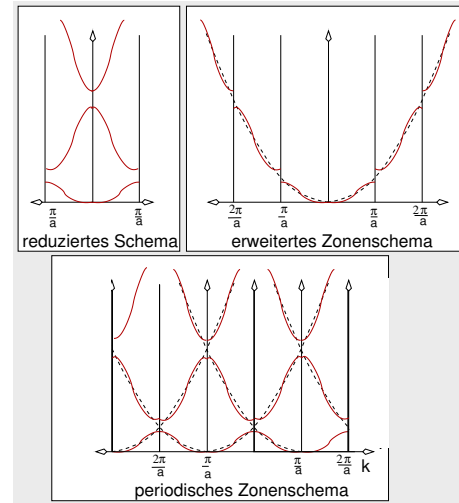 π/a π/a
reduziertes Schema
2π/a π/a π/a 2π/a
erweitertes Zonenschema
2π/a π/a π/a 2π/a k
periodisches Zonenschema